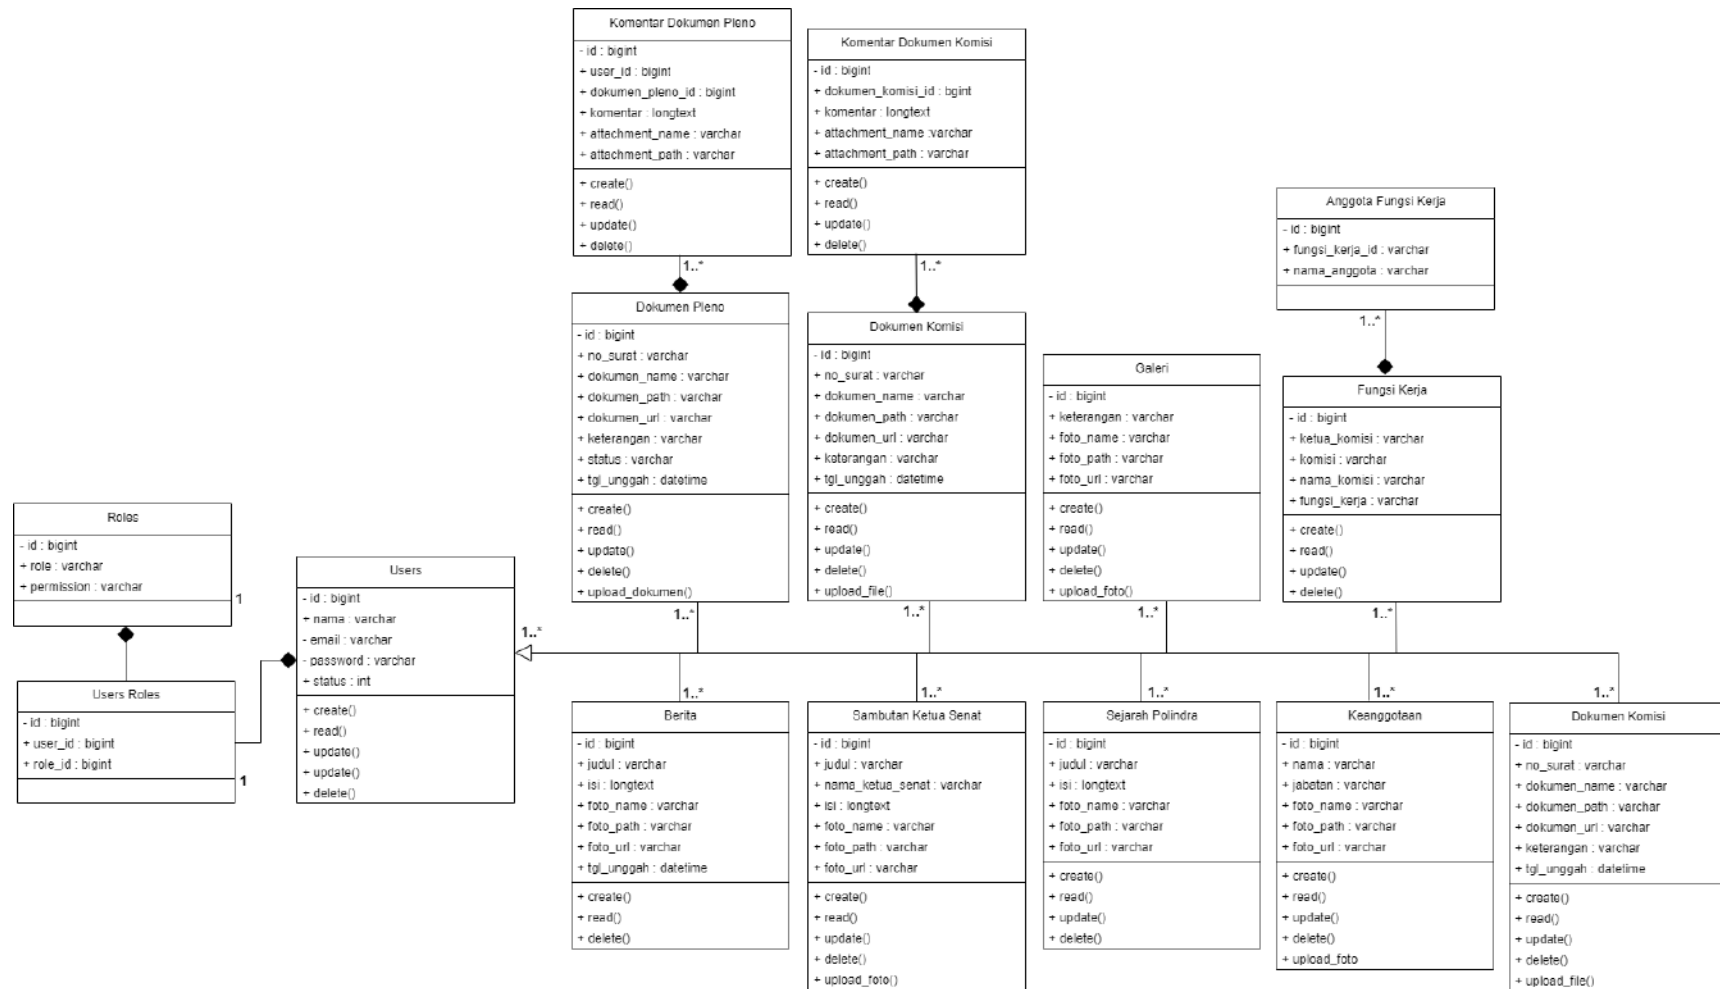 Komentar Dokumen Pleno
- id : bigint
+ user_id : bigint
+ dokumen_pleno_id : bigint
+ komentar : longtext
+ attachment_name : varchar
+ attachment_path : varchar
+ create()
+ read()
+ update()
+ delete()
1..*
Komentar Dokumen Komisi
- id : bigint
+ dokumen_komisi_id : bgint
+ komentar : longtext
+ attachment_name :varchar
+ attachment_path : varchar
+ create()
+ read()
+ update()
+ delete()
1..*
Anggota Fungsi Kerja
- id : bigint
+ fungsi_kerja_id : varchar
+ nama_anggota : varchar
1..*
Dokumen Pleno
- id : bigint
+ no_surat : varchar
+ dokumen_name : varchar
+ dokumen_path : varchar
+ dokumen_url : varchar
+ keterangan : varchar
+ status : varchar
+ tgl_unggah : datetime
+ create()
+ read()
+ update()
+ delete()
+ upload_dokumen()
1..*
Dokumen Komisi
- id : bigint
+ no_surat : varchar
+ dokumen_name : varchar
+ dokumen_path : varchar
+ dokumen_url : varchar
+ keterangan : varchar
+ tgl_unggah : datetime
+ create()
+ read()
+ update()
+ delete()
+ upload_file()
1..*
Galeri
- id : bigint
+ keterangan : varchar
+ foto_name : varchar
+ foto_path : varchar
+ foto_url : varchar
+ create()
+ read()
+ update()
+ delete()
+ upload_foto()
1..*
Fungsi Kerja
- id : bigint
+ ketua_komisi : varchar
+ komisi : varchar
+ nama_komisi : varchar
+ fungsi_kerja : varchar
+ create()
+ read()
+ update()
+ delete()
1..*
Roles
- id : bigint
+ role : varchar
+ permission : varchar
1
Users
- id : bigint
+ nama : varchar
- email : varchar
- password : varchar
+ status : int
+ create()
+ read()
+ update()
+ update()
+ delete()
1..*
Users Roles
- id : bigint
+ user_id : bigint
+ role_id : bigint
1
1..*
Berita
- id : bigint
+ judul : varchar
+ isi : longtext
+ foto_name : varchar
+ foto_path : varchar
+ foto_url : varchar
+ tgl_unggah : datetime
+ create()
+ read()
+ delete()
1..*
Sambutan Ketua Senat
- id : bigint
+ judul : varchar
+ nama_ketua_senat : varchar
+ isi : longtext
+ foto_name : varchar
+ foto_path : varchar
+ foto_url : varchar
+ create()
+ read()
+ update()
+ delete()
+ upload_foto()
1..*
Sejarah Polindra
- id : bigint
+ judul : varchar
+ isi : longtext
+ foto_name : varchar
+ foto_path : varchar
+ foto_url : varchar
+ create()
+ read()
+ update()
+ delete()
1..*
Keanggotaan
- id : bigint
+ nama : varchar
+ jabatan : varchar
+ foto_name : varchar
+ foto_path : varchar
+ foto_url : varchar
+ create()
+ read()
+ update()
+ delete()
+ upload_foto
1..*
Dokumen Komisi
- id : bigint
+ no_surat : varchar
+ dokumen_name : varchar
+ dokumen_path : varchar
+ dokumen_url : varchar
+ keterangan : varchar
+ tgl_unggah : datetime
+ create()
+ read()
+ update()
+ delete()
+ upload_file()